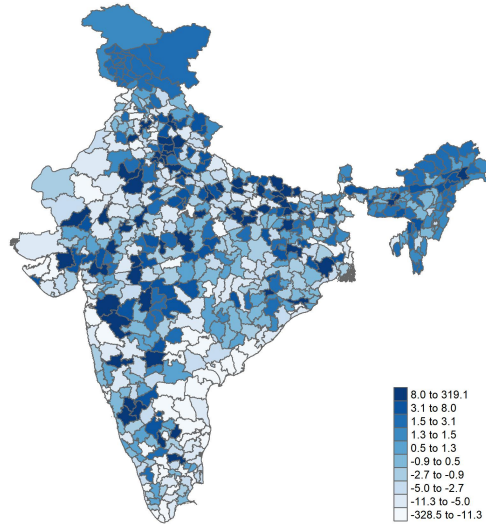 8.0 to 319.1
3.1 to 8.0
1.5 to 3.1
1.3 to 1.5
0.5 to 1.3
-0.9 to 0.5
-2.7 to -0.9
-5.0 to -2.7
-11.3 to -5.0
-328.5 to -11.3